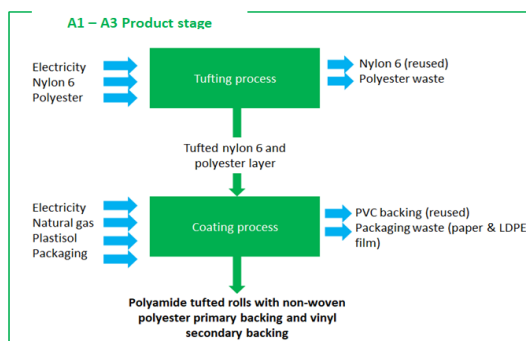 A1 – A3 Product stage
Electricity
Nylon 6
Polyester
Tufting process
Nylon 6 (reused)
Polyester waste
Tufted nylon 6 and
polyester layer
Electricity
Natural gas
Plastisol
Packaging
Coating process
PVC backing (reused)
Packaging waste (paper & LDPE
film)
Polyamide tufted rolls with non-woven
polyester primary backing and vinyl
secondary backing